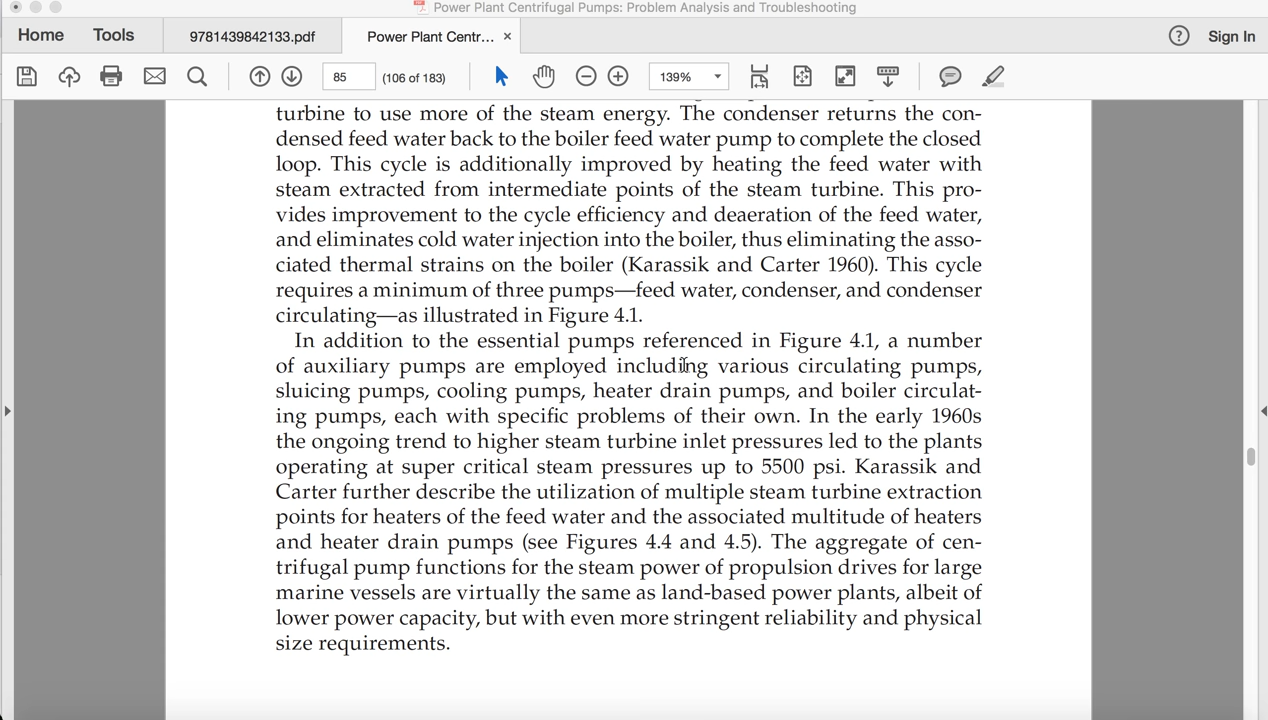 Power Plant Centrifugal Pumps: Problem Analysis and Troubleshooting
Home Tools 9781439842133.pdf Power Plant Centr... × ? Sign In
85 (106 of 183) 139%
turbine to use more of the steam energy. The condenser returns the con-
densed feed water back to the boiler feed water pump to complete the closed
loop. This cycle is additionally improved by heating the feed water with
steam extracted from intermediate points of the steam turbine. This pro-
vides improvement to the cycle efficiency and deaeration of the feed water,
and eliminates cold water injection into the boiler, thus eliminating the asso-
ciated thermal strains on the boiler (Karassik and Carter 1960). This cycle
requires a minimum of three pumps—feed water, condenser, and condenser
circulating—as illustrated in Figure 4.1.
In addition to the essential pumps referenced in Figure 4.1, a number
of auxiliary pumps are employed including various circulating pumps,
sluicing pumps, cooling pumps, heater drain pumps, and boiler circulat-
ing pumps, each with specific problems of their own. In the early 1960s
the ongoing trend to higher steam turbine inlet pressures led to the plants
operating at super critical steam pressures up to 5500 psi. Karassik and
Carter further describe the utilization of multiple steam turbine extraction
points for heaters of the feed water and the associated multitude of heaters
and heater drain pumps (see Figures 4.4 and 4.5). The aggregate of cen-
trifugal pump functions for the steam power of propulsion drives for large
marine vessels are virtually the same as land-based power plants, albeit of
lower power capacity, but with even more stringent reliability and physical
size requirements.